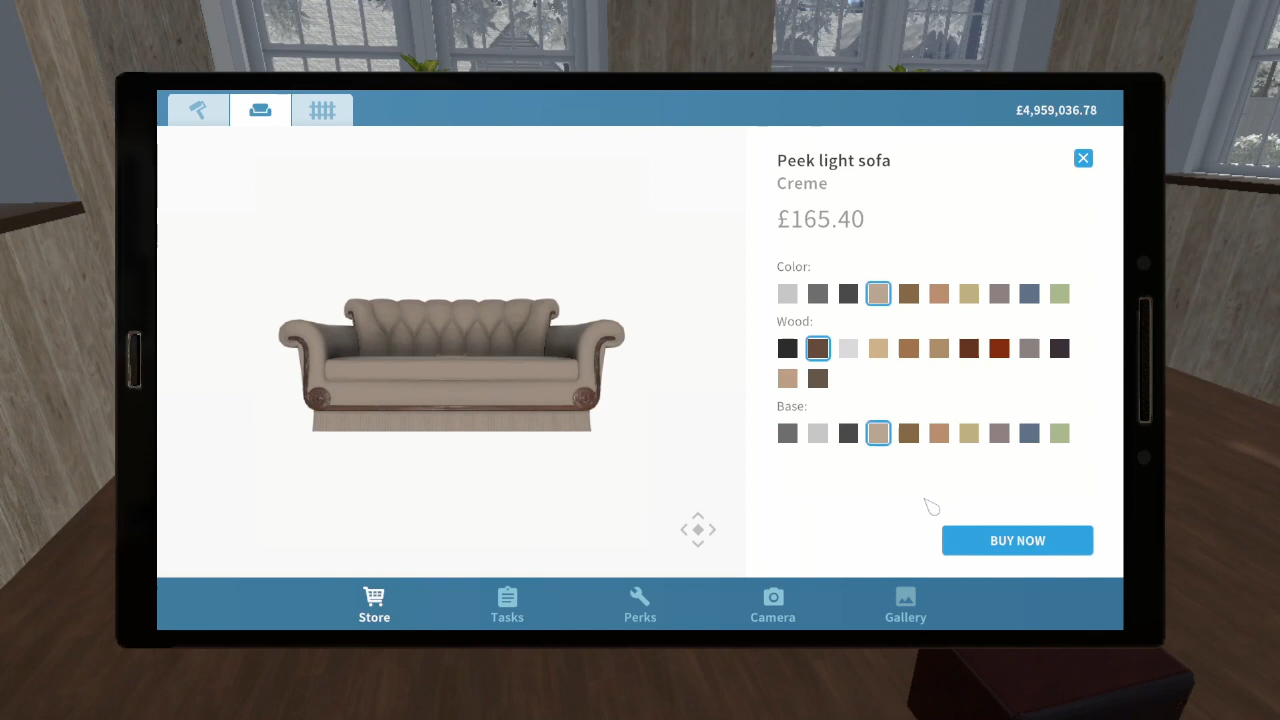 £4,959,036.78
Peek light sofa
Creme
£165.40
Color:
Wood:
Base:
BUY NOW
Store
Tasks
Perks
Camera
Gallery